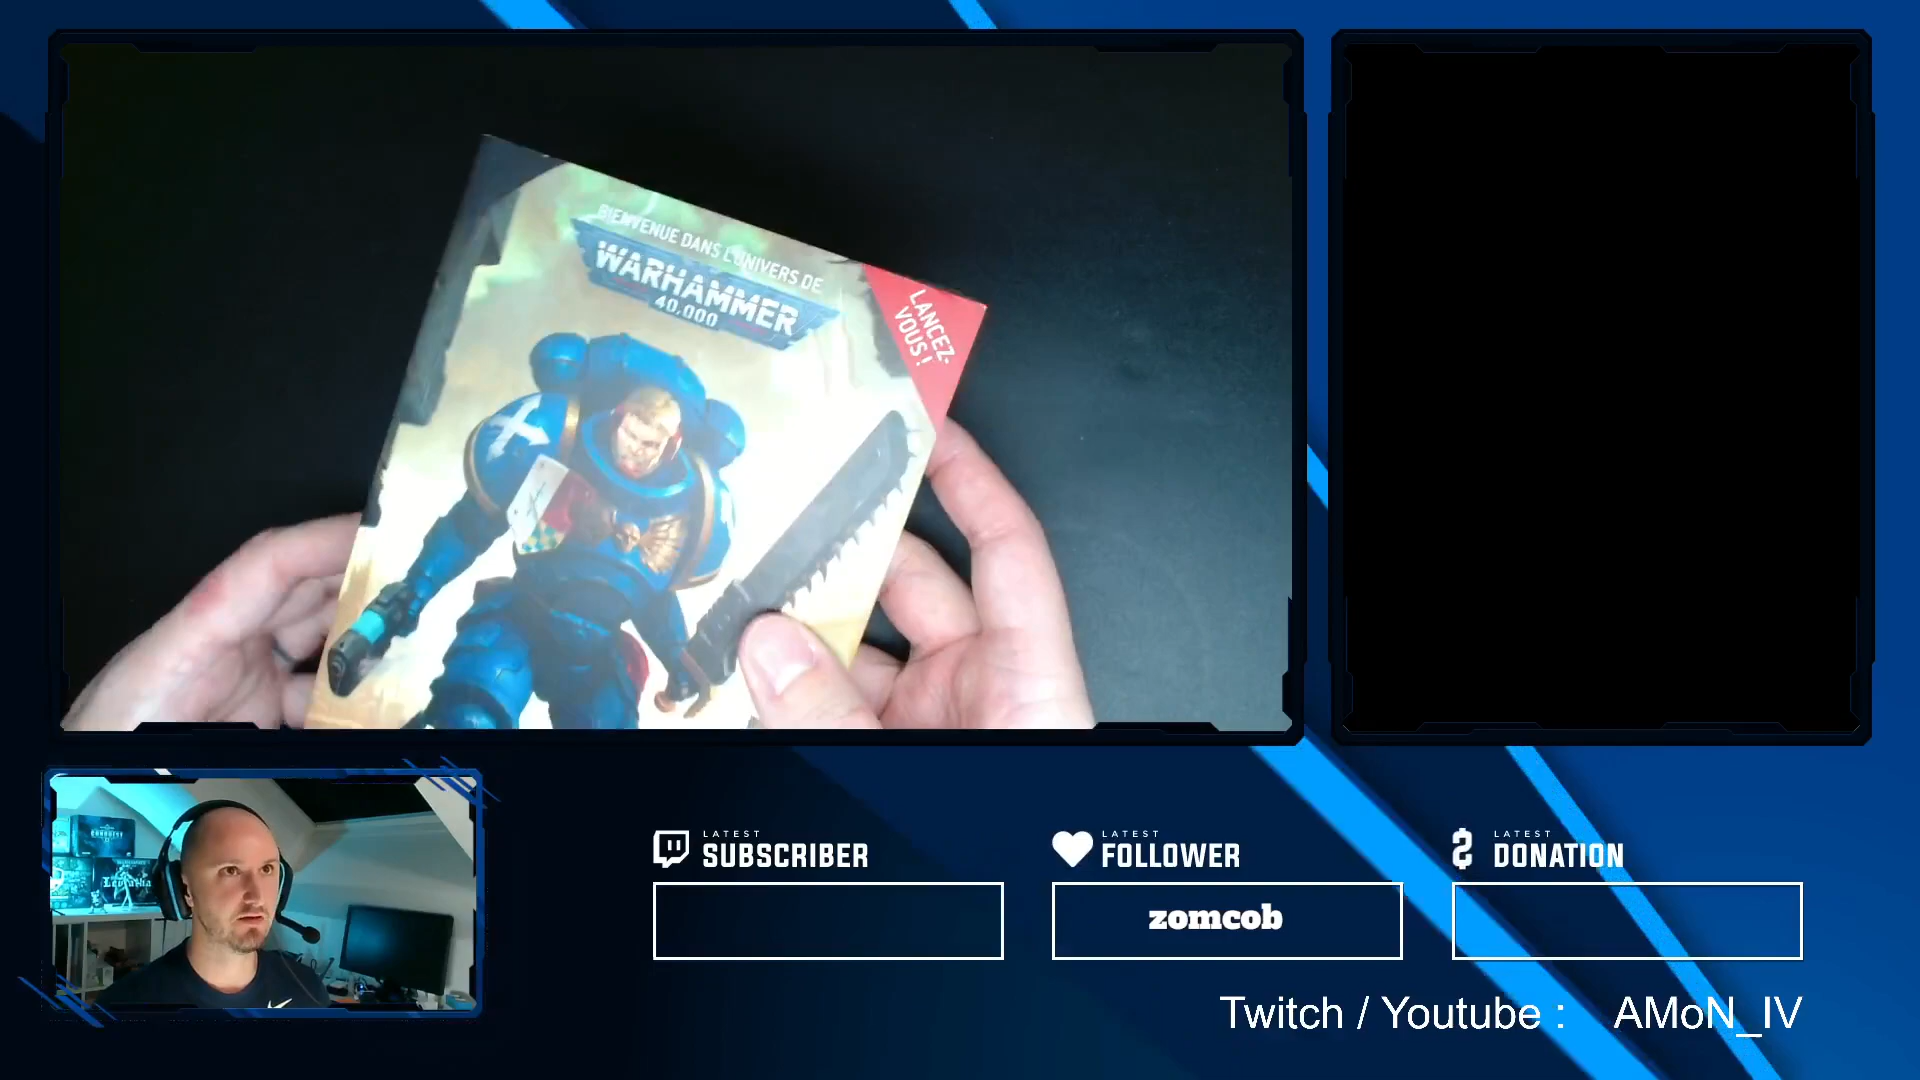 BIENVENUE DANS L'UNIVERS DE
WARHAMMER
40,000
LANCEZ-
VOUS !
LATEST
SUBSCRIBER
LATEST
FOLLOWER
zomcob
LATEST
DONATION
Twitch / Youtube : AMoN_IV